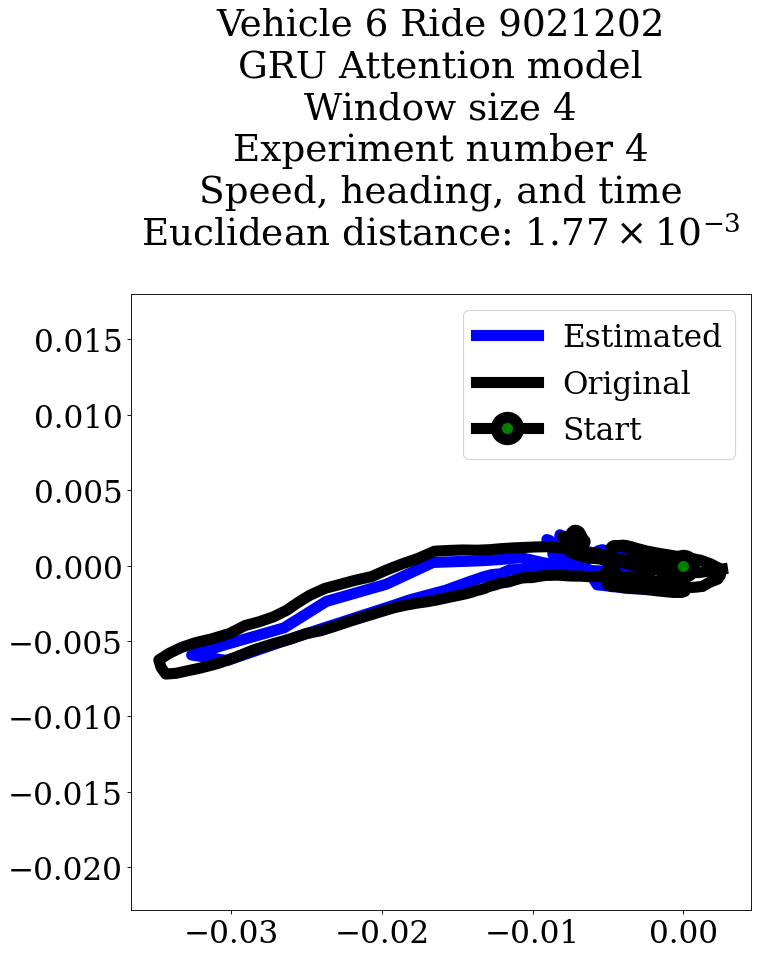 Vehicle 6 Ride 9021202
GRU Attention model
Window size 4
Experiment number 4
Speed, heading, and time
Euclidean distance: 1.77 × 10⁻³
Estimated
Original
Start
0.015
0.010
0.005
0.000
−0.005
−0.010
−0.015
−0.020
−0.03
−0.02
−0.01
0.00